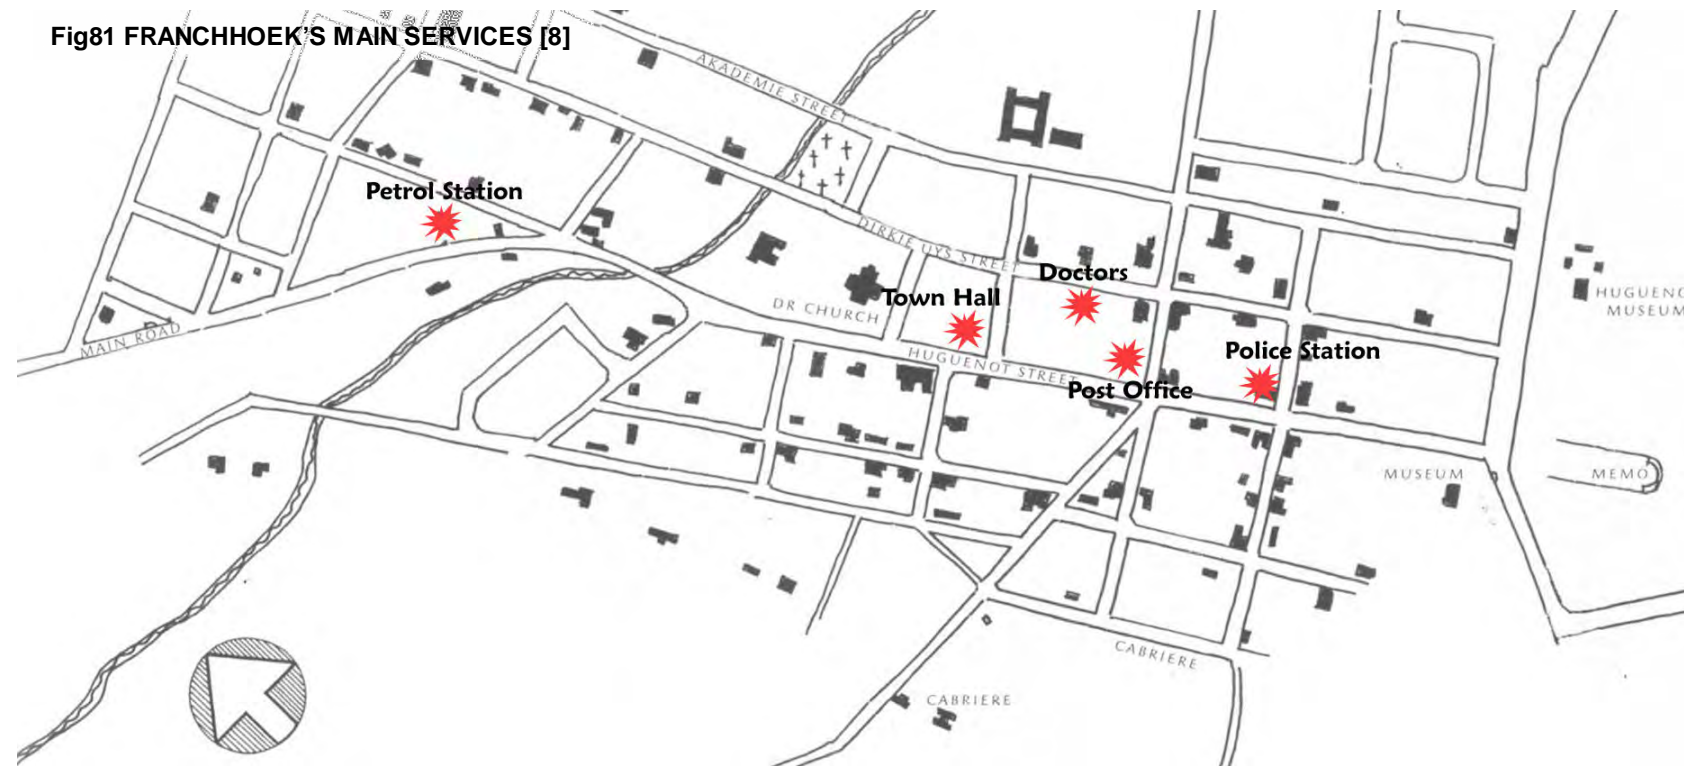 Fig81 FRANCHHOEK'S MAIN SERVICES [8]
AKADEMIE STREET
Petrol Station
DIRKIE UYS STREET
Doctors
Town Hall
HUGUENO
MUSEUM
DR CHURCH
MAIN ROAD
HUGUENOT STREET
Police Station
Post Office
MUSEUM
MEMO
CABRIERE
CABRIERE